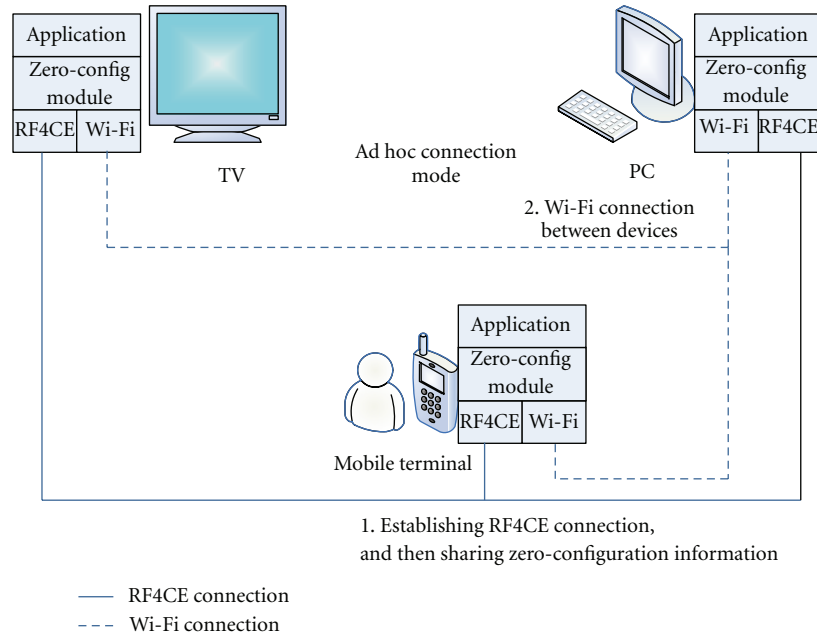 Application
Zero-config
module
RF4CE
Wi-Fi
TV
Ad hoc connection
mode
PC
Application
Zero-config
module
Wi-Fi
RF4CE
2. Wi-Fi connection
between devices
Application
Zero-config
module
RF4CE
Wi-Fi
Mobile terminal
1. Establishing RF4CE connection,
and then sharing zero-configuration information
RF4CE connection
Wi-Fi connection